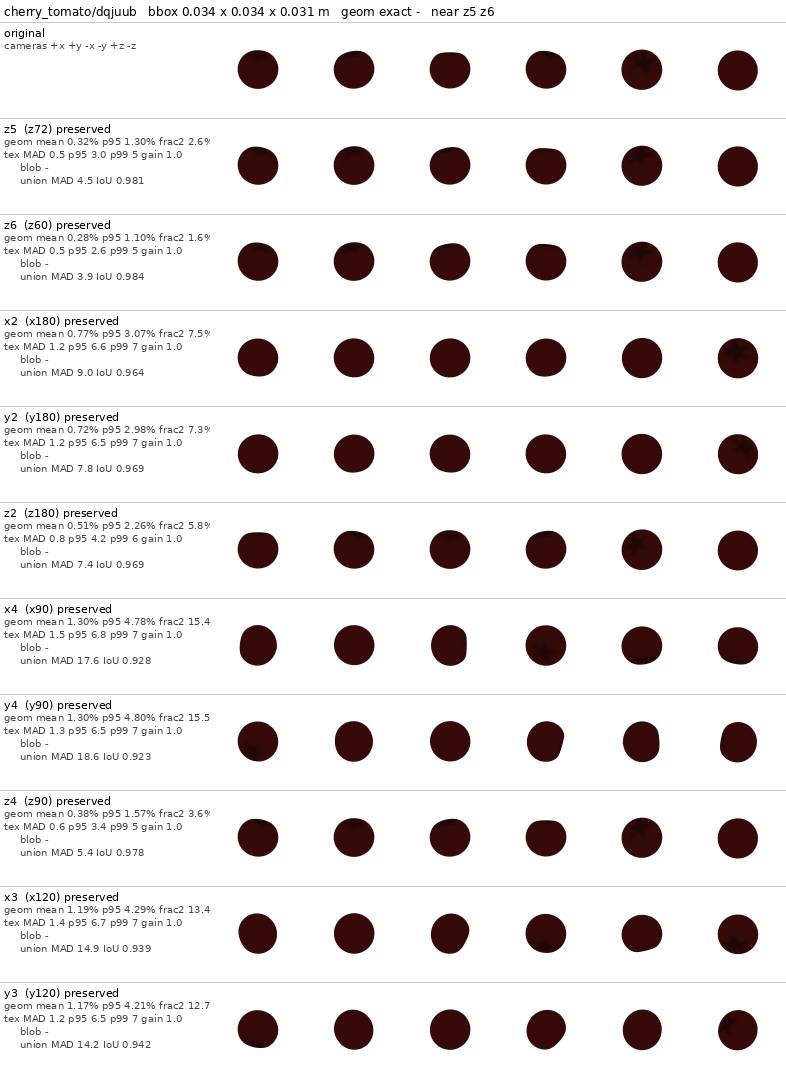 cherry_tomato/dqjuub bbox 0.034 x 0.034 x 0.031 m geom exact - near z5 z6
original
cameras +x +y -x -y +z -z
z5 (z72) preserved
geom mean 0.32% p95 1.30% frac2 2.6%
tex MAD 0.5 p95 3.0 p99 5 gain 1.0
blob -
union MAD 4.5 IoU 0.981
z6 (z60) preserved
geom mean 0.28% p95 1.10% frac2 1.6%
tex MAD 0.5 p95 2.6 p99 5 gain 1.0
blob -
union MAD 3.9 IoU 0.984
x2 (x180) preserved
geom mean 0.77% p95 3.07% frac2 7.5%
tex MAD 1.2 p95 6.6 p99 7 gain 1.0
blob -
union MAD 9.0 IoU 0.964
y2 (y180) preserved
geom mean 0.72% p95 2.98% frac2 7.3%
tex MAD 1.2 p95 6.5 p99 7 gain 1.0
blob -
union MAD 7.8 IoU 0.969
z2 (z180) preserved
geom mean 0.51% p95 2.26% frac2 5.8%
tex MAD 0.8 p95 4.2 p99 6 gain 1.0
blob -
union MAD 7.4 IoU 0.969
x4 (x90) preserved
geom mean 1.30% p95 4.78% frac2 15.4
tex MAD 1.5 p95 6.8 p99 7 gain 1.0
blob -
union MAD 17.6 IoU 0.928
y4 (y90) preserved
geom mean 1.30% p95 4.80% frac2 15.5
tex MAD 1.3 p95 6.5 p99 7 gain 1.0
blob -
union MAD 18.6 IoU 0.923
z4 (z90) preserved
geom mean 0.38% p95 1.57% frac2 3.6%
tex MAD 0.6 p95 3.4 p99 5 gain 1.0
blob -
union MAD 5.4 IoU 0.978
x3 (x120) preserved
geom mean 1.19% p95 4.29% frac2 13.4
tex MAD 1.4 p95 6.7 p99 7 gain 1.0
blob -
union MAD 14.9 IoU 0.939
y3 (y120) preserved
geom mean 1.17% p95 4.21% frac2 12.7
tex MAD 1.2 p95 6.5 p99 7 gain 1.0
blob -
union MAD 14.2 IoU 0.942